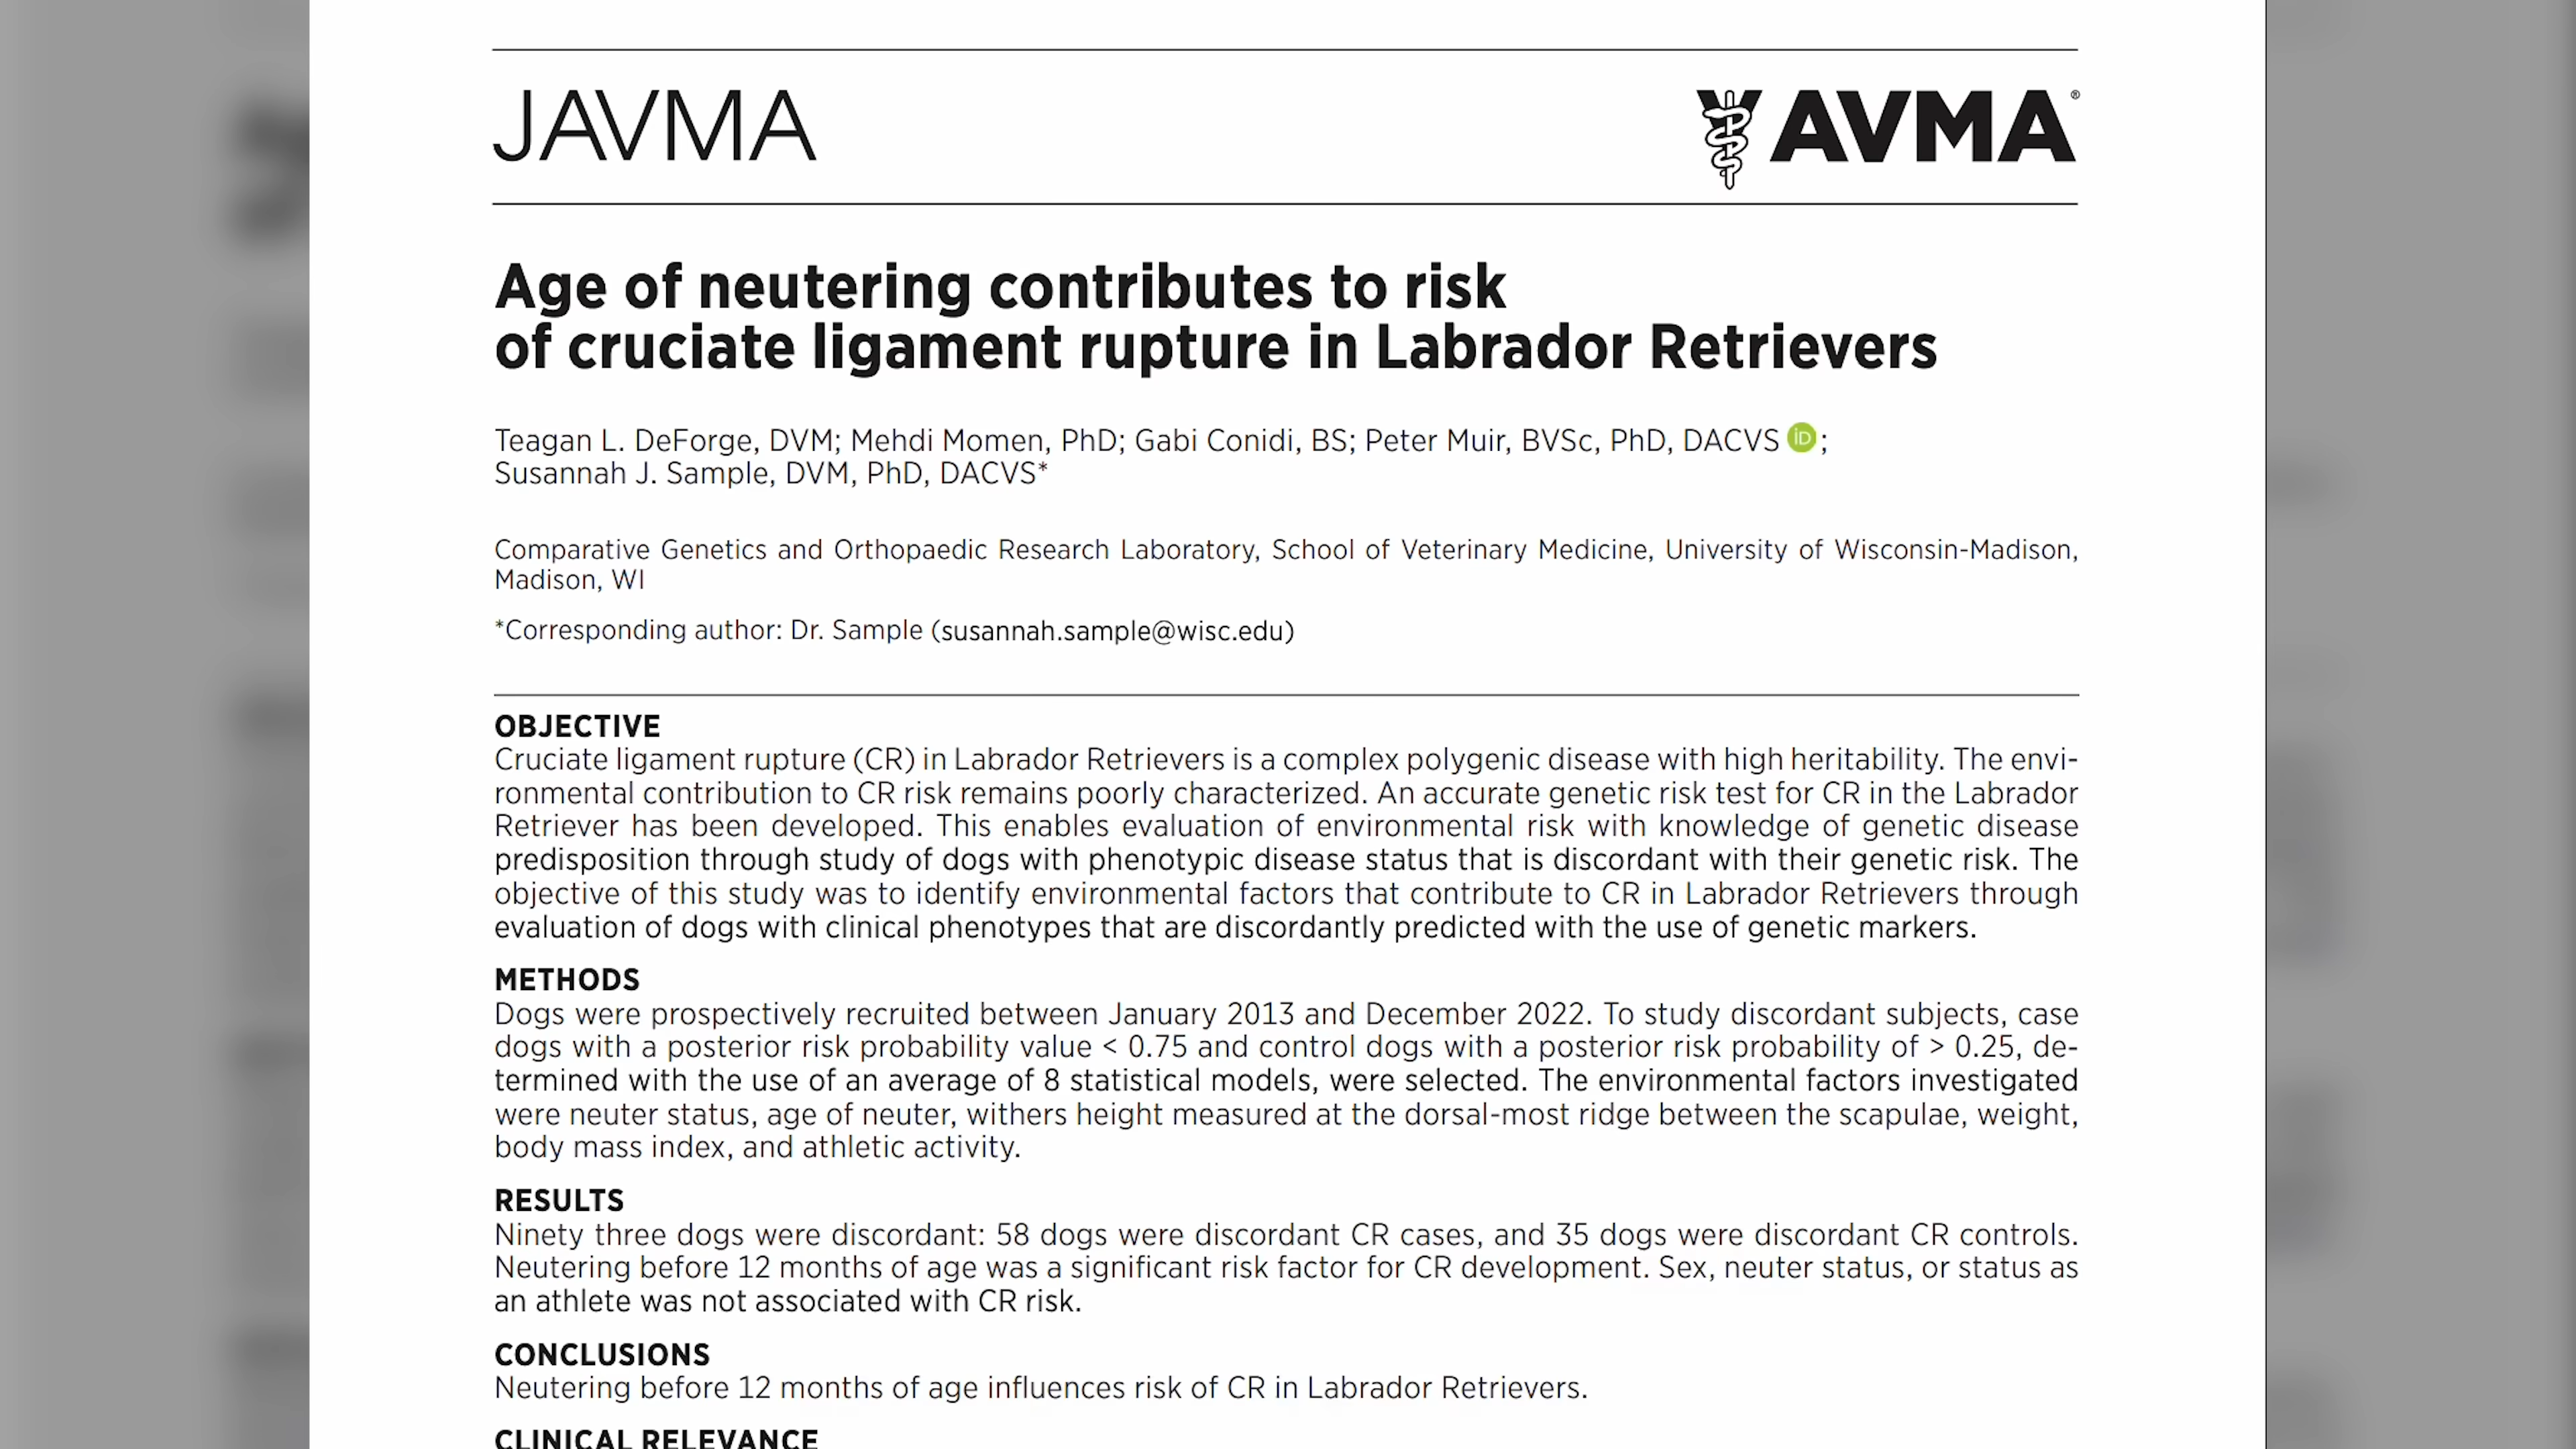 JAVMA
AVMA®
Age of neutering contributes to risk
of cruciate ligament rupture in Labrador Retrievers
Teagan L. DeForge, DVM; Mehdi Momen, PhD; Gabi Conidi, BS; Peter Muir, BVSc, PhD, DACVS iD ;
Susannah J. Sample, DVM, PhD, DACVS*
Comparative Genetics and Orthopaedic Research Laboratory, School of Veterinary Medicine, University of Wisconsin-Madison,
Madison, WI
*Corresponding author: Dr. Sample (susannah.sample@wisc.edu)
OBJECTIVE
Cruciate ligament rupture (CR) in Labrador Retrievers is a complex polygenic disease with high heritability. The envi-
ronmental contribution to CR risk remains poorly characterized. An accurate genetic risk test for CR in the Labrador
Retriever has been developed. This enables evaluation of environmental risk with knowledge of genetic disease
predisposition through study of dogs with phenotypic disease status that is discordant with their genetic risk. The
objective of this study was to identify environmental factors that contribute to CR in Labrador Retrievers through
evaluation of dogs with clinical phenotypes that are discordantly predicted with the use of genetic markers.
METHODS
Dogs were prospectively recruited between January 2013 and December 2022. To study discordant subjects, case
dogs with a posterior risk probability value < 0.75 and control dogs with a posterior risk probability of > 0.25, de-
termined with the use of an average of 8 statistical models, were selected. The environmental factors investigated
were neuter status, age of neuter, withers height measured at the dorsal-most ridge between the scapulae, weight,
body mass index, and athletic activity.
RESULTS
Ninety three dogs were discordant: 58 dogs were discordant CR cases, and 35 dogs were discordant CR controls.
Neutering before 12 months of age was a significant risk factor for CR development. Sex, neuter status, or status as
an athlete was not associated with CR risk.
CONCLUSIONS
Neutering before 12 months of age influences risk of CR in Labrador Retrievers.
CLINICAL RELEVANCE